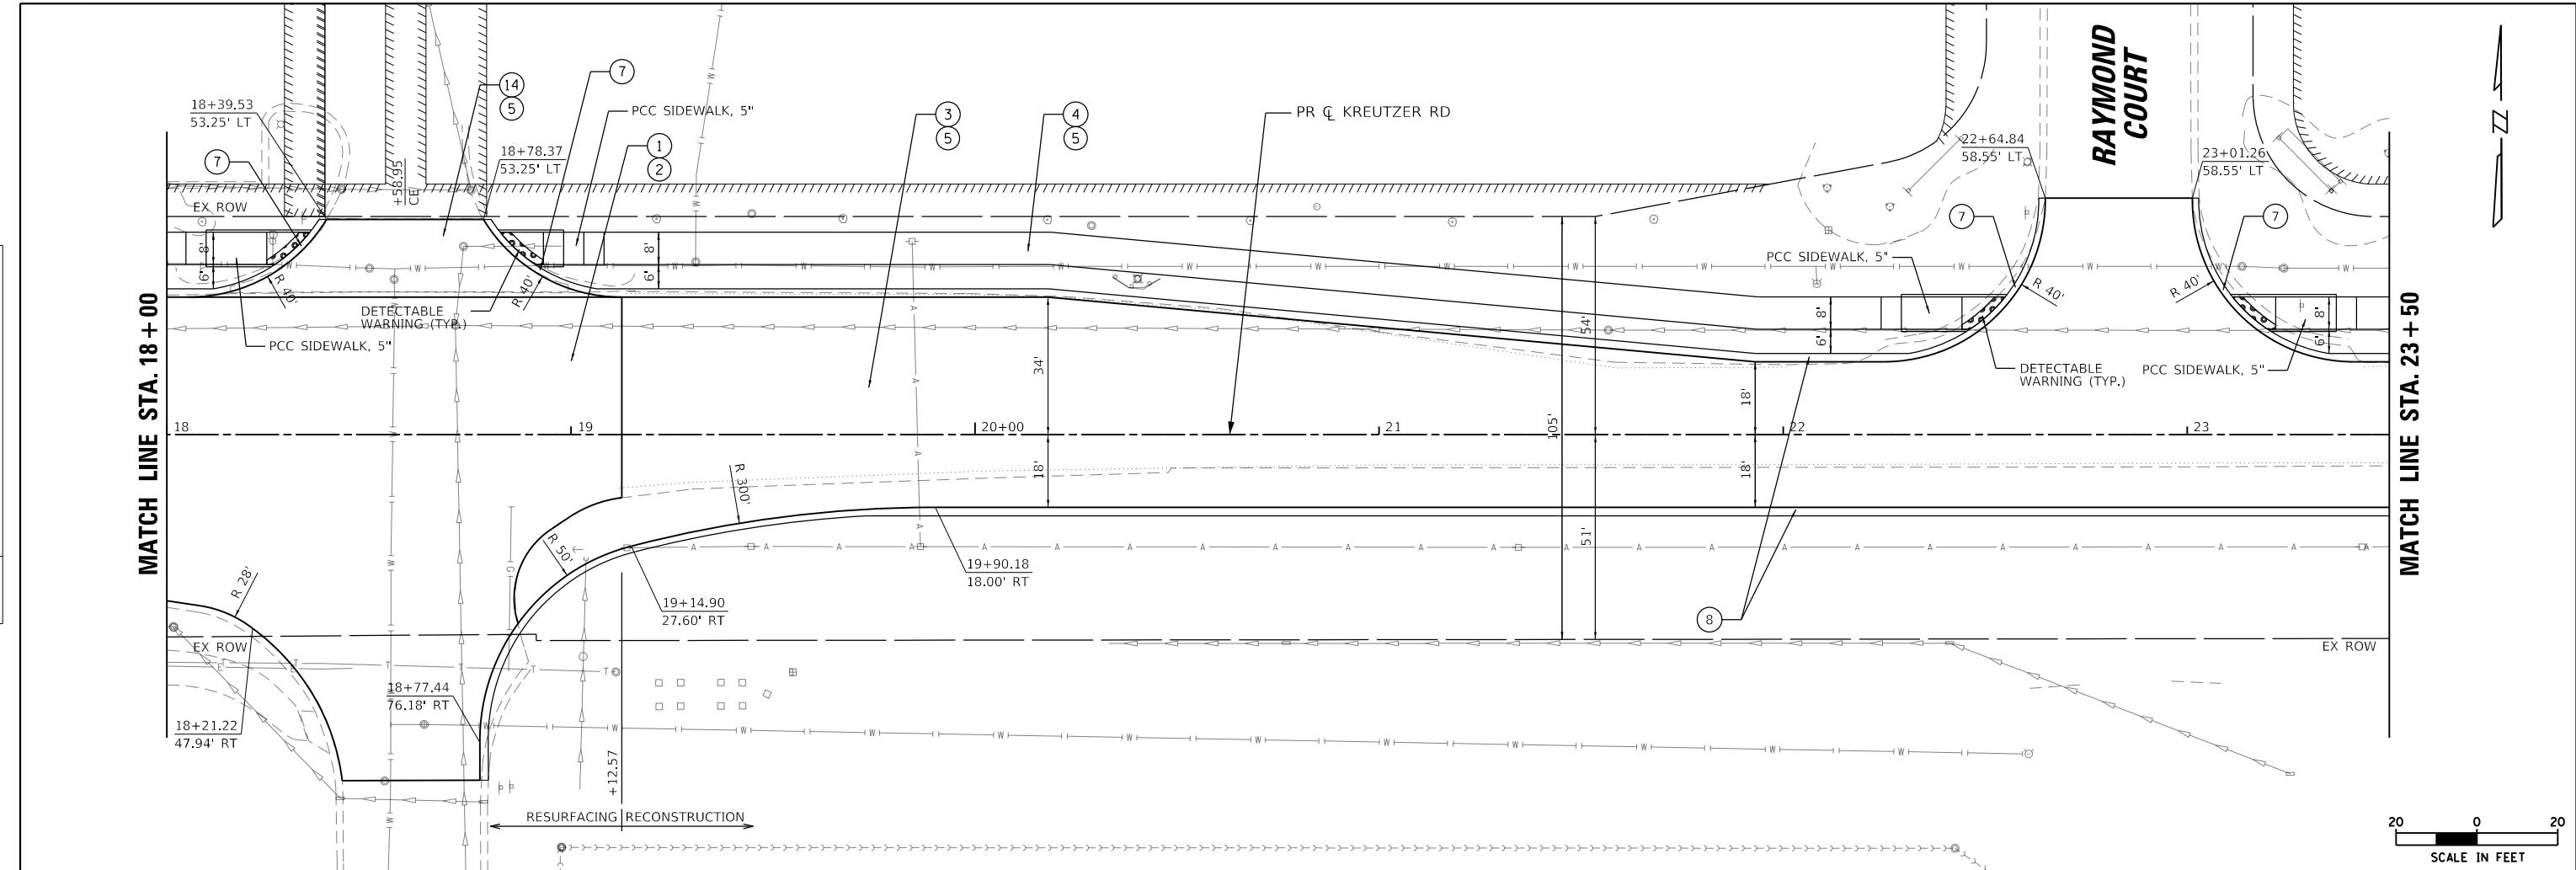 RAYMOND
COURT
14
5
7
PCC SIDEWALK, 5"
1
2
3
5
4
5
PR ℄ KREUTZER RD
18+39.53
53.25' LT
7
18+78.37
53.25' LT
+58.95
CE
22+64.84
58.55' LT
23+01.26
58.55' LT
EX ROW
7
7
8'
6'
R 40'
R 40'
8'
6'
PCC SIDEWALK, 5"
R 40'
R 40'
8'
6'
8'
6'
DETECTABLE
WARNING (TYP.)
PCC SIDEWALK, 5"
DETECTABLE
WARNING (TYP.)
PCC SIDEWALK, 5"
MATCH LINE STA. 18+00
MATCH LINE STA. 23+50
34'
54'
105'
18'
18
19
20+00
21
22
23
18'
18'
R 300'
R 50'
51'
19+90.18
18.00' RT
19+14.90
27.60' RT
R 28'
8
EX ROW
EX ROW
18+77.44
76.18' RT
18+21.22
47.94' RT
+12.57
RESURFACING
RECONSTRUCTION
20
0
20
SCALE IN FEET